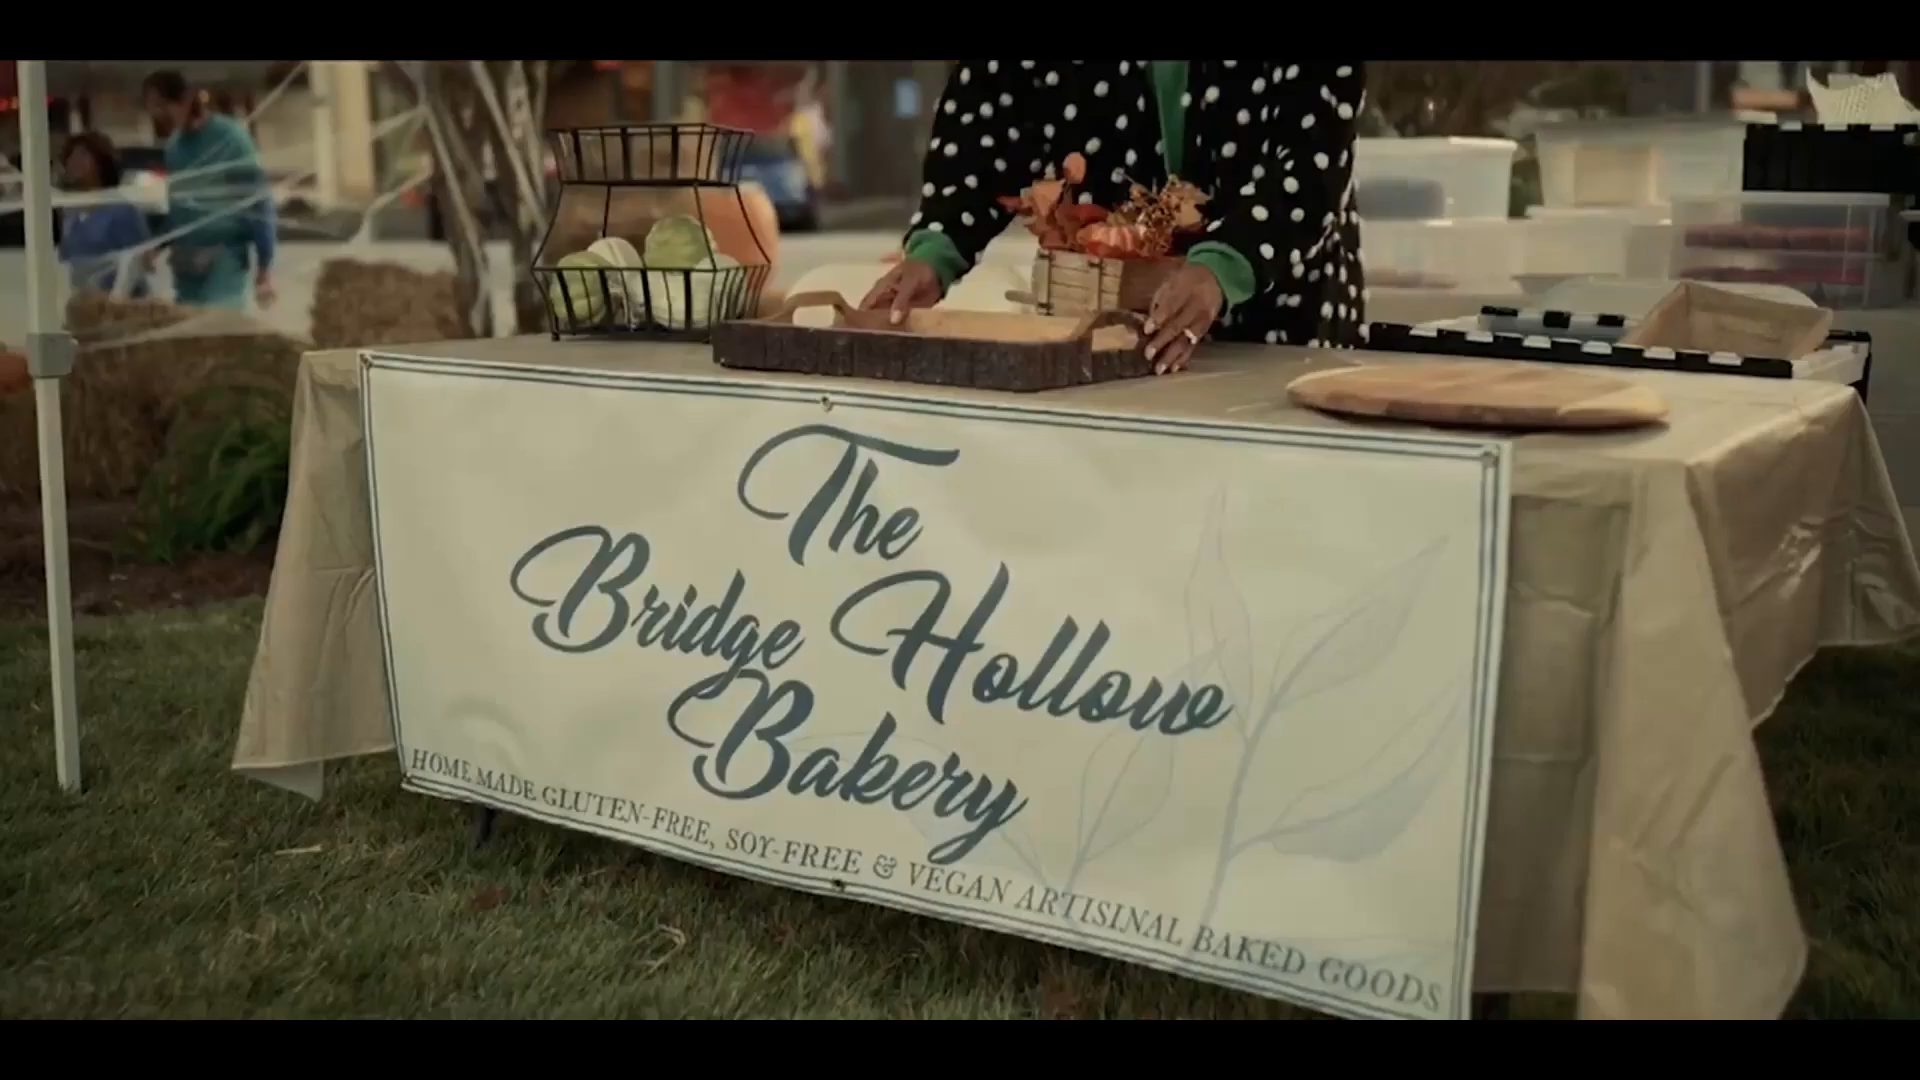 The
Bridge Hollow
Bakery
HOME MADE GLUTEN-FREE, SOY-FREE & VEGAN ARTISINAL BAKED GOODS